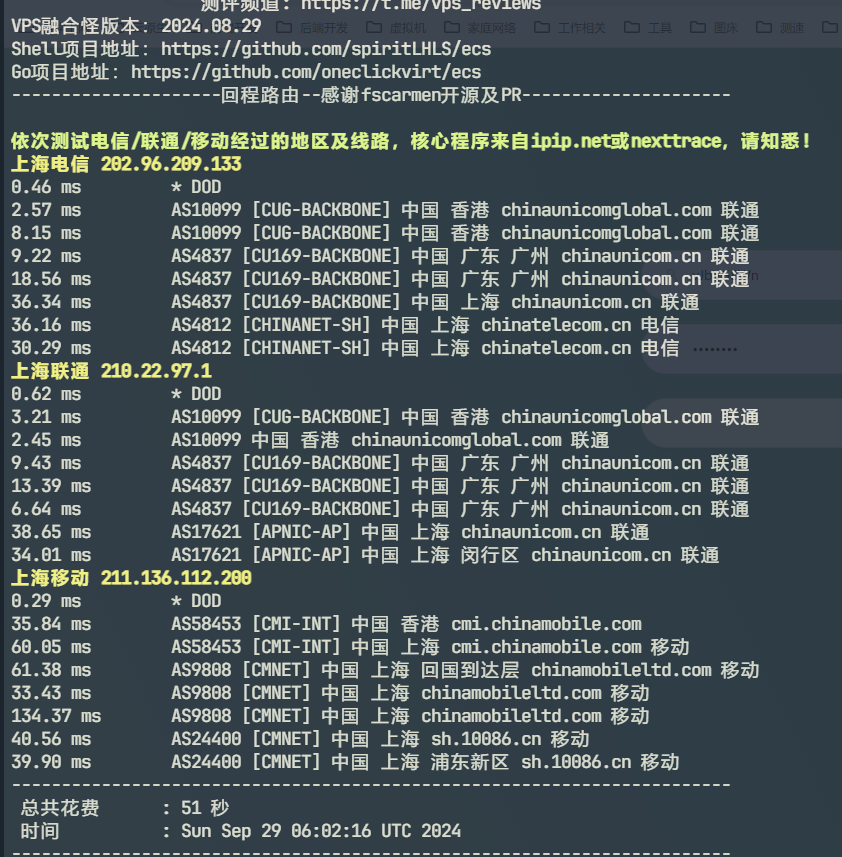 测评频道: https://t.me/vps_reviews
VPS融合怪版本: 2024.08.29
后端开发 虚拟机 家庭网络 工作相关 工具 图床 测速
Shell项目地址: https://github.com/spiritLHLS/ecs
Go项目地址: https://github.com/oneclickvirt/ecs
---------------------回程路由--感谢fscarmen开源及PR---------------------
依次测试电信/联通/移动经过的地区及线路，核心程序来自ipip.net或nexttrace，请知悉!
上海电信 202.96.209.133
0.46 ms * DOD
2.57 ms AS10099 [CUG-BACKBONE] 中国 香港 chinaunicomglobal.com 联通
8.15 ms AS10099 [CUG-BACKBONE] 中国 香港 chinaunicomglobal.com 联通
9.22 ms AS4837 [CU169-BACKBONE] 中国 广东 广州 chinaunicom.cn 联通
18.56 ms AS4837 [CU169-BACKBONE] 中国 广东 广州 chinaunicom.cn 联通
36.34 ms AS4837 [CU169-BACKBONE] 中国 上海 chinaunicom.cn 联通
36.16 ms AS4812 [CHINANET-SH] 中国 上海 chinatelecom.cn 电信
30.29 ms AS4812 [CHINANET-SH] 中国 上海 chinatelecom.cn 电信
上海联通 210.22.97.1
0.62 ms * DOD
3.21 ms AS10099 [CUG-BACKBONE] 中国 香港 chinaunicomglobal.com 联通
2.45 ms AS10099 中国 香港 chinaunicomglobal.com 联通
9.43 ms AS4837 [CU169-BACKBONE] 中国 广东 广州 chinaunicom.cn 联通
13.39 ms AS4837 [CU169-BACKBONE] 中国 广东 广州 chinaunicom.cn 联通
6.64 ms AS4837 [CU169-BACKBONE] 中国 广东 广州 chinaunicom.cn 联通
38.65 ms AS17621 [APNIC-AP] 中国 上海 chinaunicom.cn 联通
34.01 ms AS17621 [APNIC-AP] 中国 上海 闵行区 chinaunicom.cn 联通
上海移动 211.136.112.200
0.29 ms * DOD
35.84 ms AS58453 [CMI-INT] 中国 香港 cmi.chinamobile.com
60.05 ms AS58453 [CMI-INT] 中国 上海 cmi.chinamobile.com 移动
61.38 ms AS9808 [CMNET] 中国 上海 回国到达层 chinamobileltd.com 移动
33.43 ms AS9808 [CMNET] 中国 上海 chinamobileltd.com 移动
134.37 ms AS9808 [CMNET] 中国 上海 chinamobileltd.com 移动
40.56 ms AS24400 [CMNET] 中国 上海 sh.10086.cn 移动
39.90 ms AS24400 [CMNET] 中国 上海 浦东新区 sh.10086.cn 移动
------------------------------------------------------------------------
总共花费 : 51 秒
时间 : Sun Sep 29 06:02:16 UTC 2024
------------------------------------------------------------------------